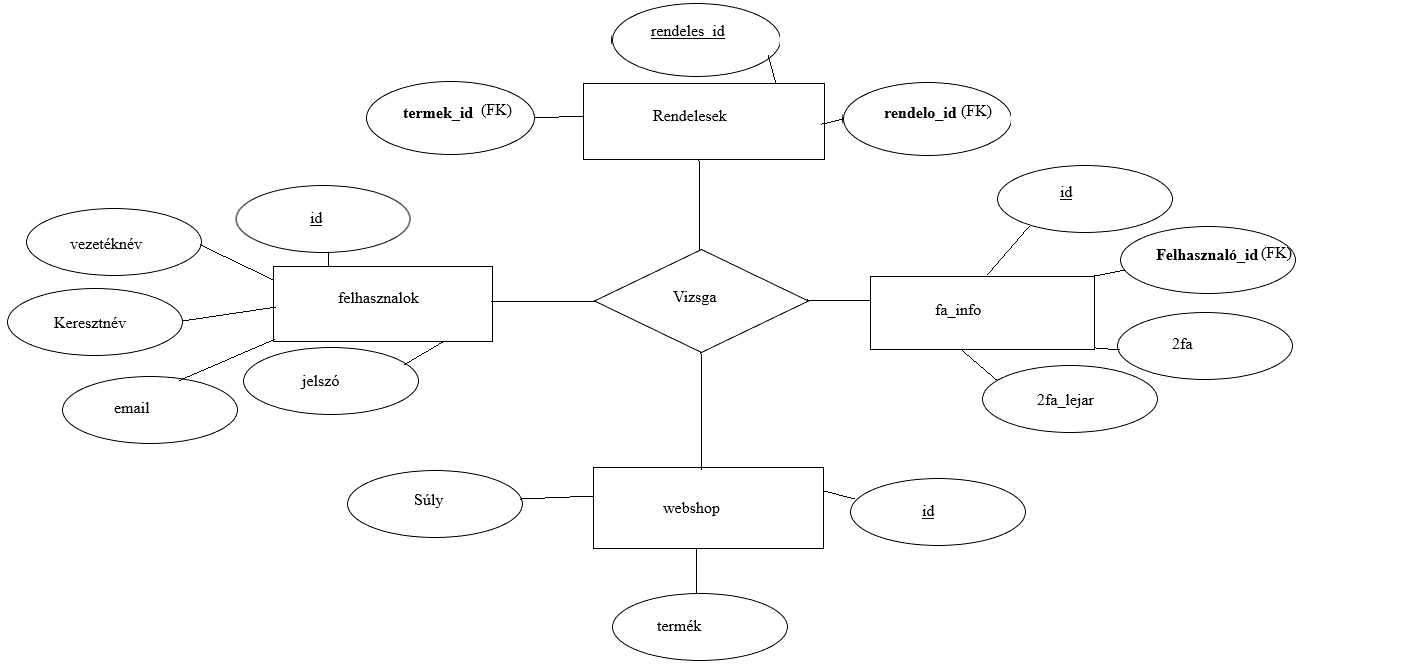 rendeles_id
termek_id (FK)
Rendelesek
rendelo_id (FK)
id
id
vezetéknév
Felhasznaló_id (FK)
felhasznalok
Vizsga
fa_info
Keresztnév
2fa
jelszó
email
2fa_lejar
Súly
webshop
id
termék